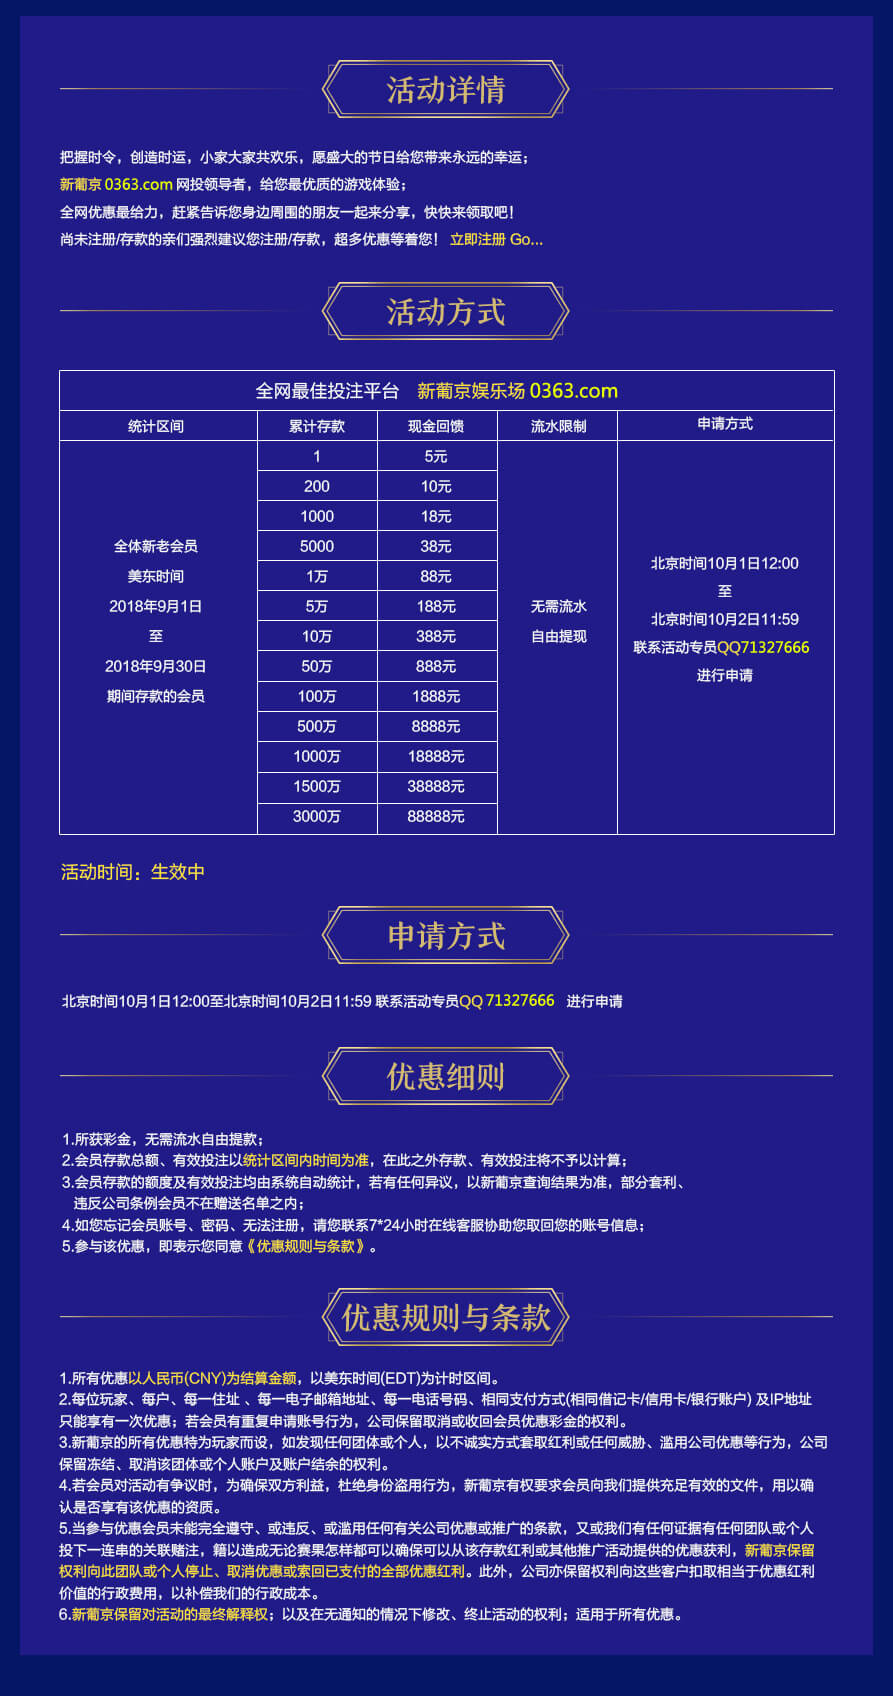 活动详情
把握时令，创造时运，小家大家共欢乐，愿盛大的节日给您带来永远的幸运；
新葡京 0363.com 网投领导者，给您最优质的游戏体验；
全网优惠最给力，赶紧告诉您身边周围的朋友一起来分享，快快来领取吧！
尚未注册/存款的亲们强烈建议您注册/存款，超多优惠等着您！ 立即注册 Go...
活动方式
全网最佳投注平台 新葡京娱乐场 0363.com
统计区间 累计存款 现金回馈 流水限制 申请方式
1 5元
200 10元
1000 18元
5000 38元
1万 88元
5万 188元
10万 388元
50万 888元
100万 1888元
500万 8888元
1000万 18888元
1500万 38888元
3000万 88888元
全体新老会员
美东时间
2018年9月1日
至
2018年9月30日
期间存款的会员
无需流水
自由提现
北京时间10月1日12:00
至
北京时间10月2日11:59
联系活动专员QQ71327666
进行申请
活动时间：生效中
申请方式
北京时间10月1日12:00至北京时间10月2日11:59 联系活动专员QQ 71327666 进行申请
优惠细则
1.所获彩金，无需流水自由提款；
2.会员存款总额、有效投注以统计区间内时间为准，在此之外存款、有效投注将不予以计算；
3.会员存款的额度及有效投注均由系统自动统计，若有任何异议，以新葡京查询结果为准，部分套利、
违反公司条例会员不在赠送名单之内；
4.如您忘记会员账号、密码、无法注册，请您联系7*24小时在线客服协助您取回您的账号信息；
5.参与该优惠，即表示您同意《优惠规则与条款》。
优惠规则与条款
1.所有优惠以人民币(CNY)为结算金额，以美东时间(EDT)为计时区间。
2.每位玩家、每户、每一住址 、每一电子邮箱地址、每一电话号码、相同支付方式(相同借记卡/信用卡/银行账户) 及IP地址
只能享有一次优惠；若会员有重复申请账号行为，公司保留取消或收回会员优惠彩金的权利。
3.新葡京的所有优惠特为玩家而设，如发现任何团体或个人，以不诚实方式套取红利或任何威胁、滥用公司优惠等行为，公司
保留冻结、取消该团体或个人账户及账户结余的权利。
4.若会员对活动有争议时，为确保双方利益，杜绝身份盗用行为，新葡京有权要求会员向我们提供充足有效的文件，用以确
认是否享有该优惠的资质。
5.当参与优惠会员未能完全遵守、或违反、或滥用任何有关公司优惠或推广的条款，又或我们有任何证据有任何团队或个人
投下一连串的关联赌注，籍以造成无论赛果怎样都可以确保可以从该存款红利或其他推广活动提供的优惠获利，新葡京保留
权利向此团队或个人停止、取消优惠或索回已支付的全部优惠红利。此外，公司亦保留权利向这些客户扣取相当于优惠红利
价值的行政费用，以补偿我们的行政成本。
6.新葡京保留对活动的最终解释权；以及在无通知的情况下修改、终止活动的权利；适用于所有优惠。